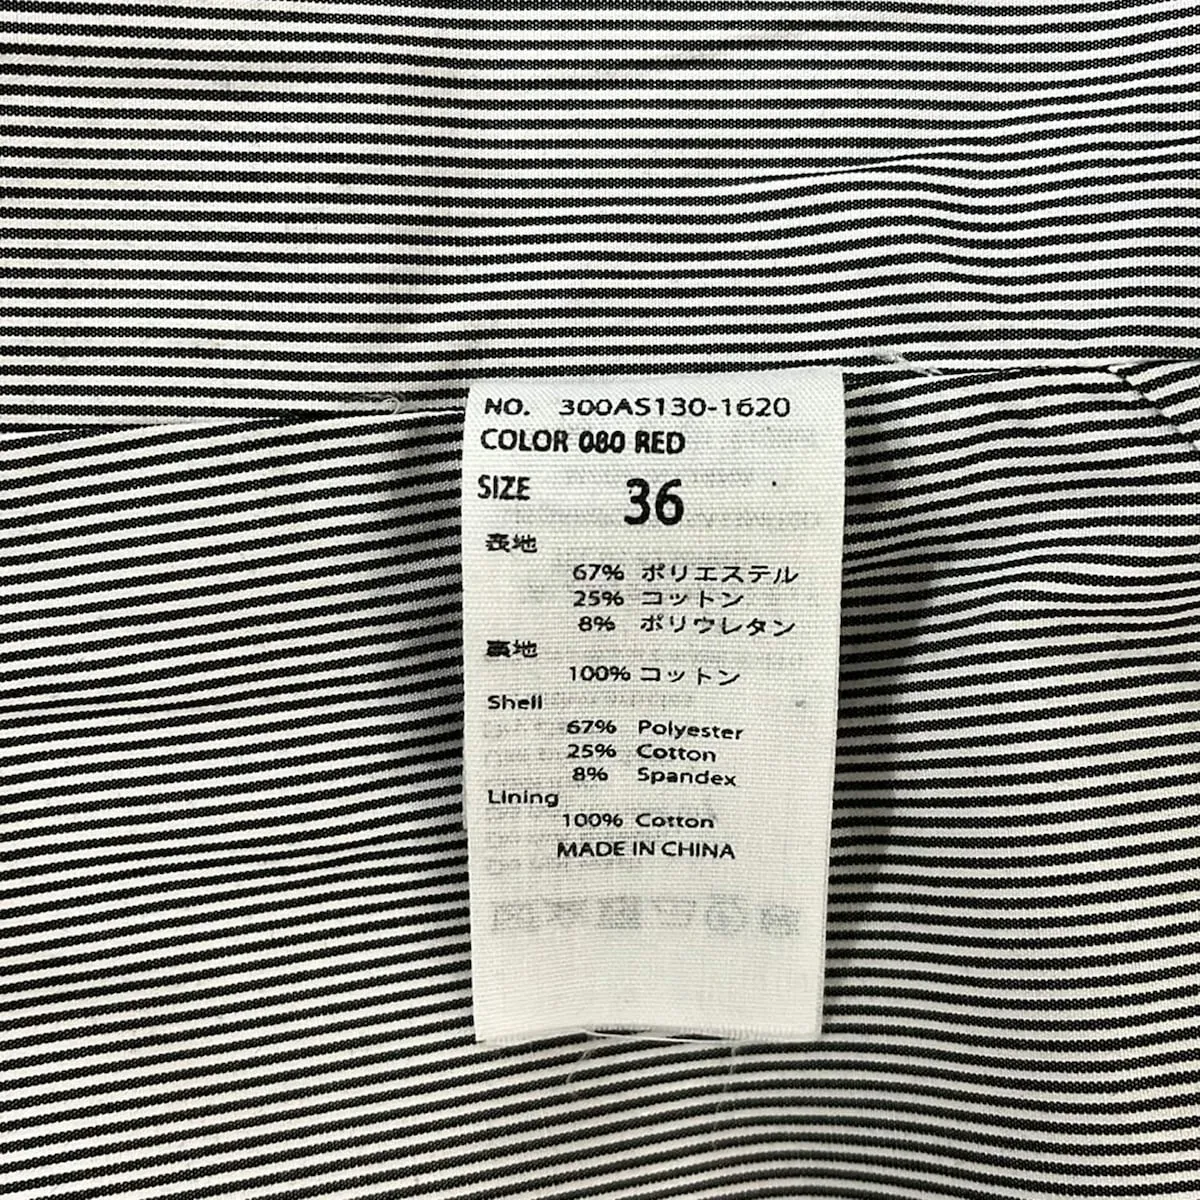 NO. 300AS130-1620
COLOR 080 RED
SIZE 36
表地
67% ポリエステル
25% コットン
8% ポリウレタン
裏地
100% コットン
Shell
67% Polyester
25% Cotton
8% Spandex
Lining
100% Cotton
MADE IN CHINA